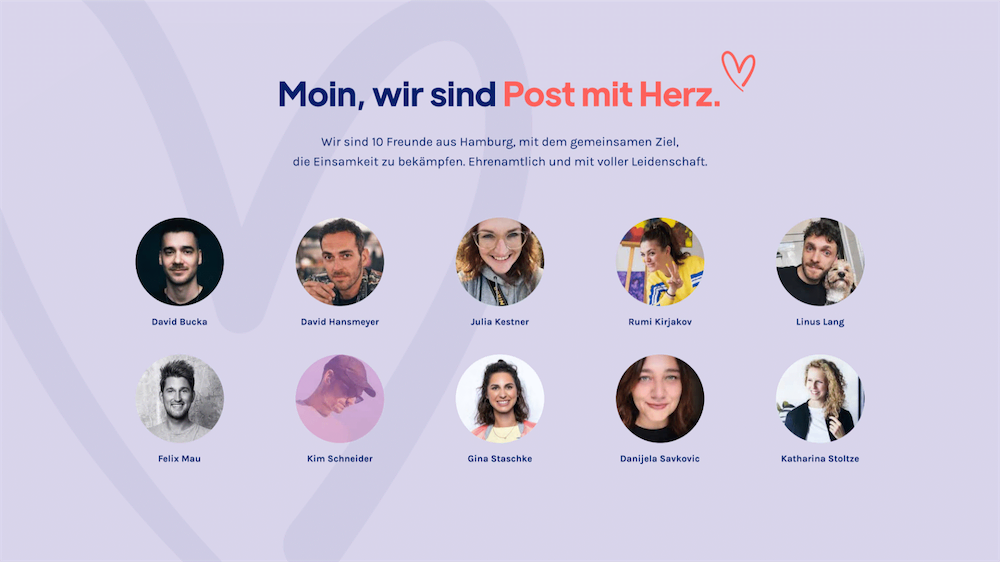 Moin, wir sind Post mit Herz.
Wir sind 10 Freunde aus Hamburg, mit dem gemeinsamen Ziel,
die Einsamkeit zu bekämpfen. Ehrenamtlich und mit voller Leidenschaft.
David Bucka
David Hansmeyer
Julia Kestner
Rumi Kirjakov
Linus Lang
Felix Mau
Kim Schneider
Gina Staschke
Danijela Savkovic
Katharina Stoltze